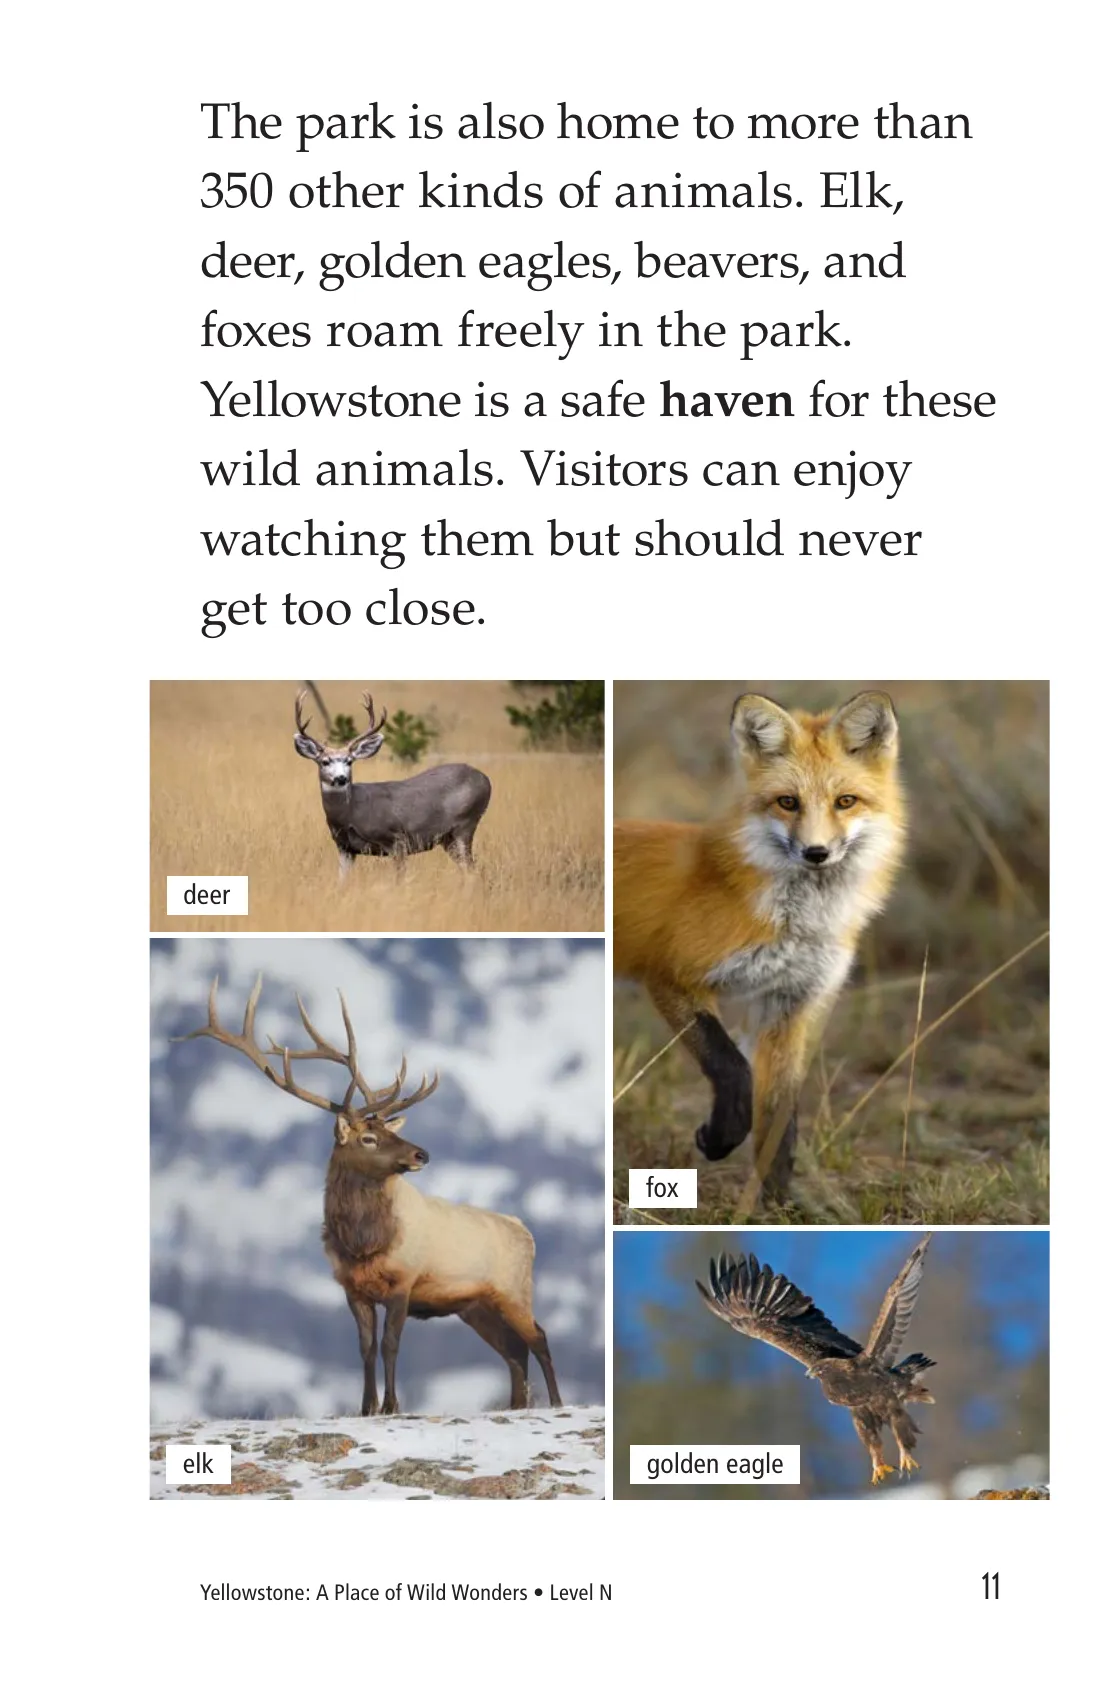 The park is also home to more than
350 other kinds of animals. Elk,
deer, golden eagles, beavers, and
foxes roam freely in the park.
Yellowstone is a safe haven for these
wild animals. Visitors can enjoy
watching them but should never
get too close.
deer
fox
elk
golden eagle
Yellowstone: A Place of Wild Wonders • Level N
11